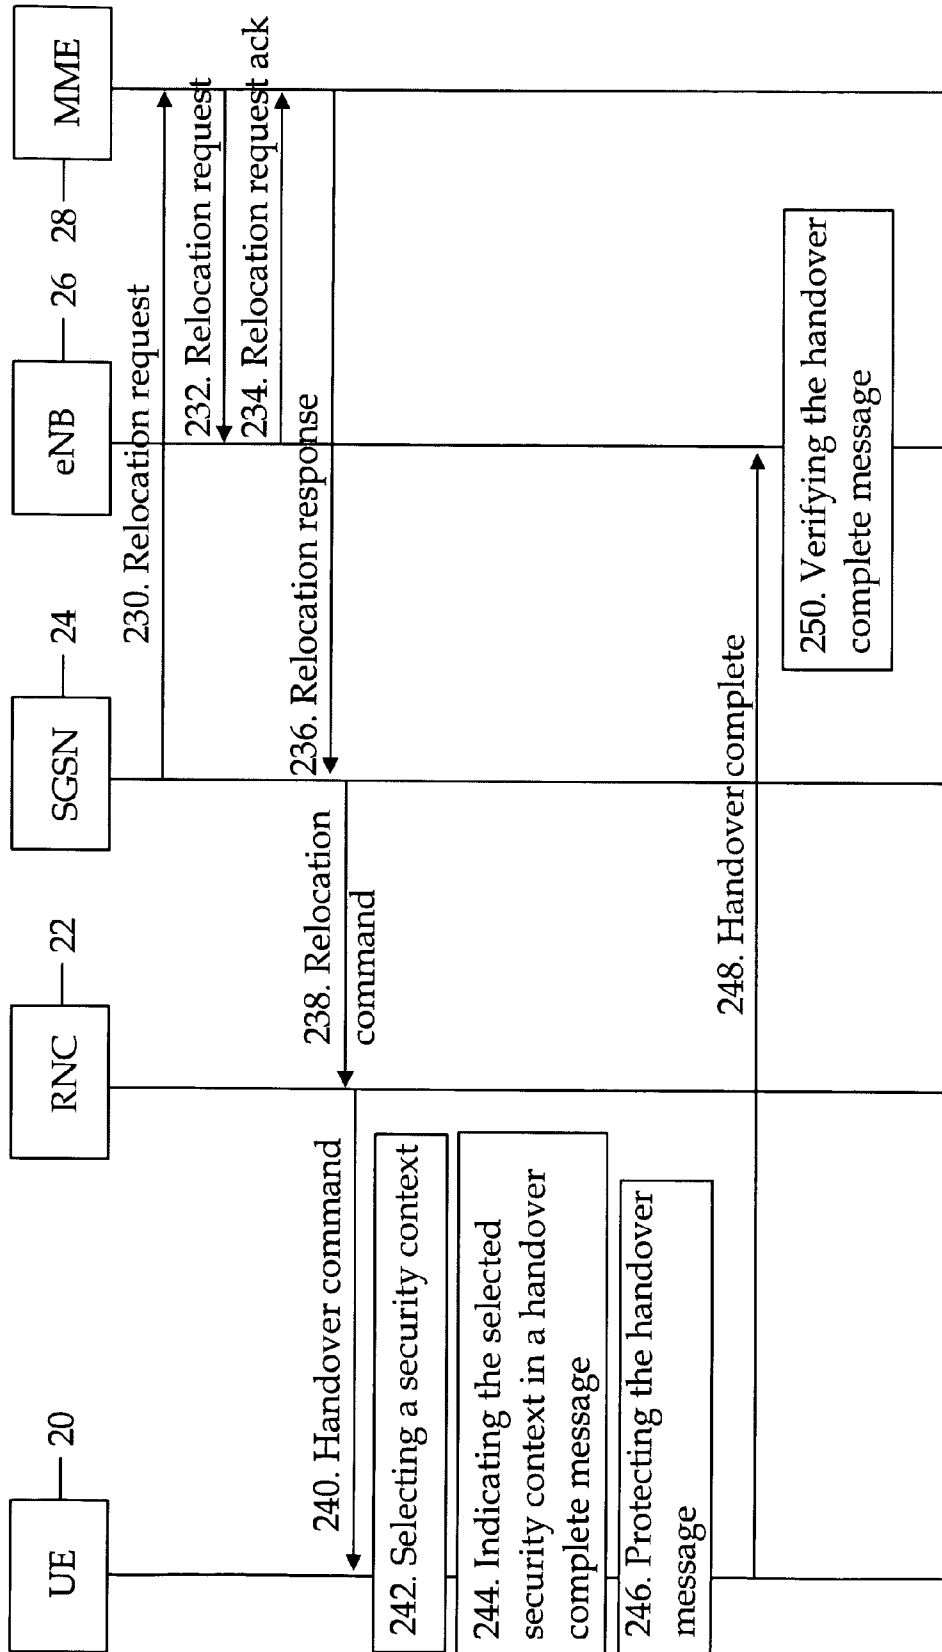 UE
20
RNC
22
SGSN
24
eNB
26
MME
28
230. Relocation request
232. Relocation request
234. Relocation request ack
236. Relocation response
238. Relocation
command
240. Handover command
242. Selecting a security context
244. Indicating the selected
security context in a handover
complete message
246. Protecting the handover
message
248. Handover complete
250. Verifying the handover
complete message